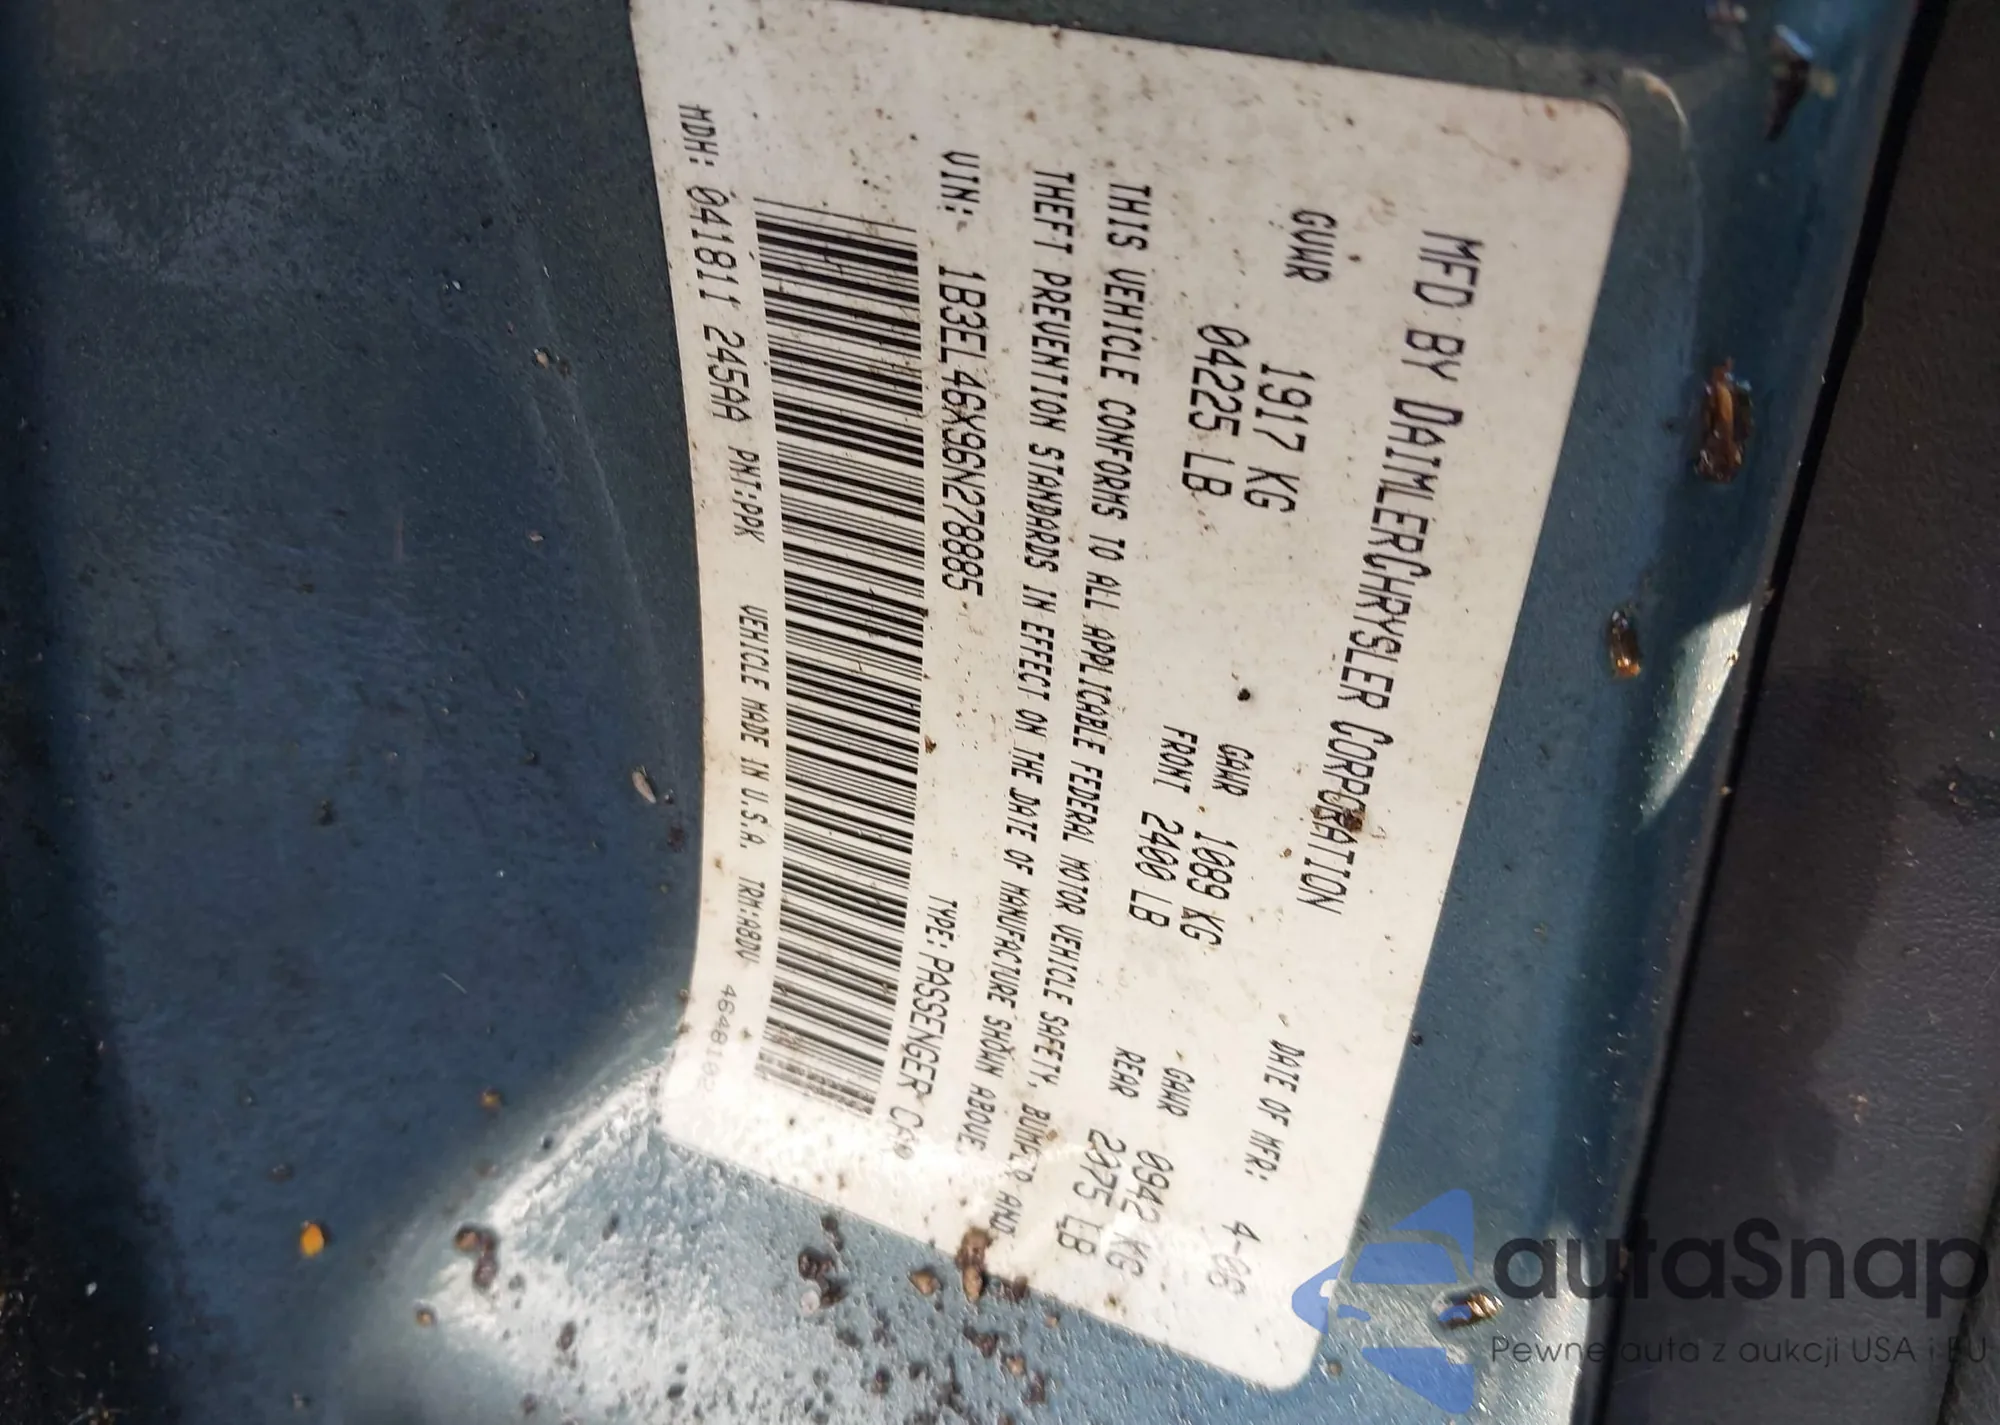 MFD BY DAIMLERCHRYSLER CORPORATION
DATE OF MFR: 4-06
GVWR 1917 KG
04225 LB
GAWR 1089 KG
FRONT 2400 LB
GAWR 0942 KG
REAR 2075 LB
THIS VEHICLE CONFORMS TO ALL APPLICABLE FEDERAL MOTOR VEHICLE SAFETY, BUMPER AND
THEFT PREVENTION STANDARDS IN EFFECT ON THE DATE OF MANUFACTURE SHOWN ABOVE.
VIN: 1B3EL46X96N278885
TYPE: PASSENGER CAR
MDH: 041811 245AA PNT:PPK
VEHICLE MADE IN U.S.A. TRM:ABDV
4648102
autaSnap
Pewne auta z aukcji USA i EU